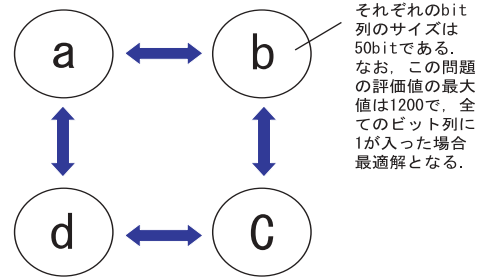 a
b
それぞれのbit
列のサイズは
50bitである.
なお, この問題
の評価値の最大
値は1200で, 全
てのビット列に
1が入った場合
最適解となる.
d
C